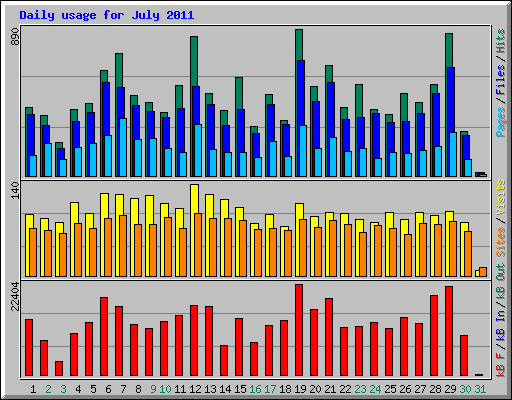 Daily usage for July 2011
890
Pages / Files / Hits
140
Sites / Visits
22404
kB F / kB In / kB Out
1 2 3 4 5 6 7 8 9 10 11 12 13 14 15 16 17 18 19 20 21 22 23 24 25 26 27 28 29 30 31